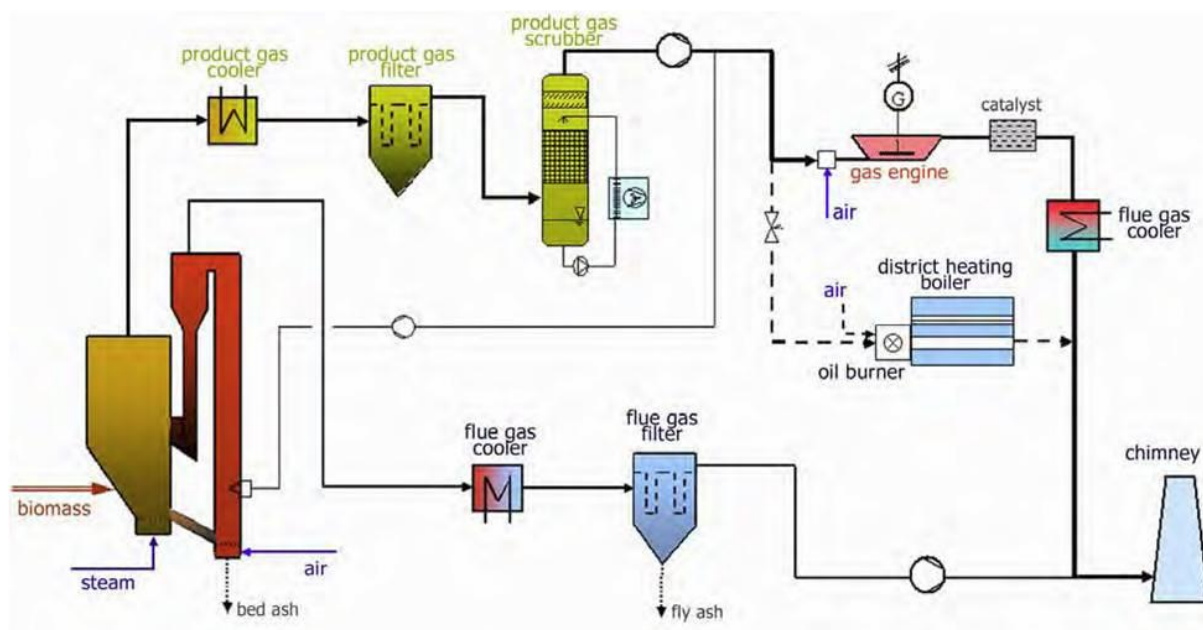 product gas
cooler
product gas
filter
product gas
scrubber
G
catalyst
gas engine
air
flue gas
cooler
district heating
boiler
air
oil burner
flue gas
cooler
flue gas
filter
chimney
biomass
steam
air
bed ash
fly ash